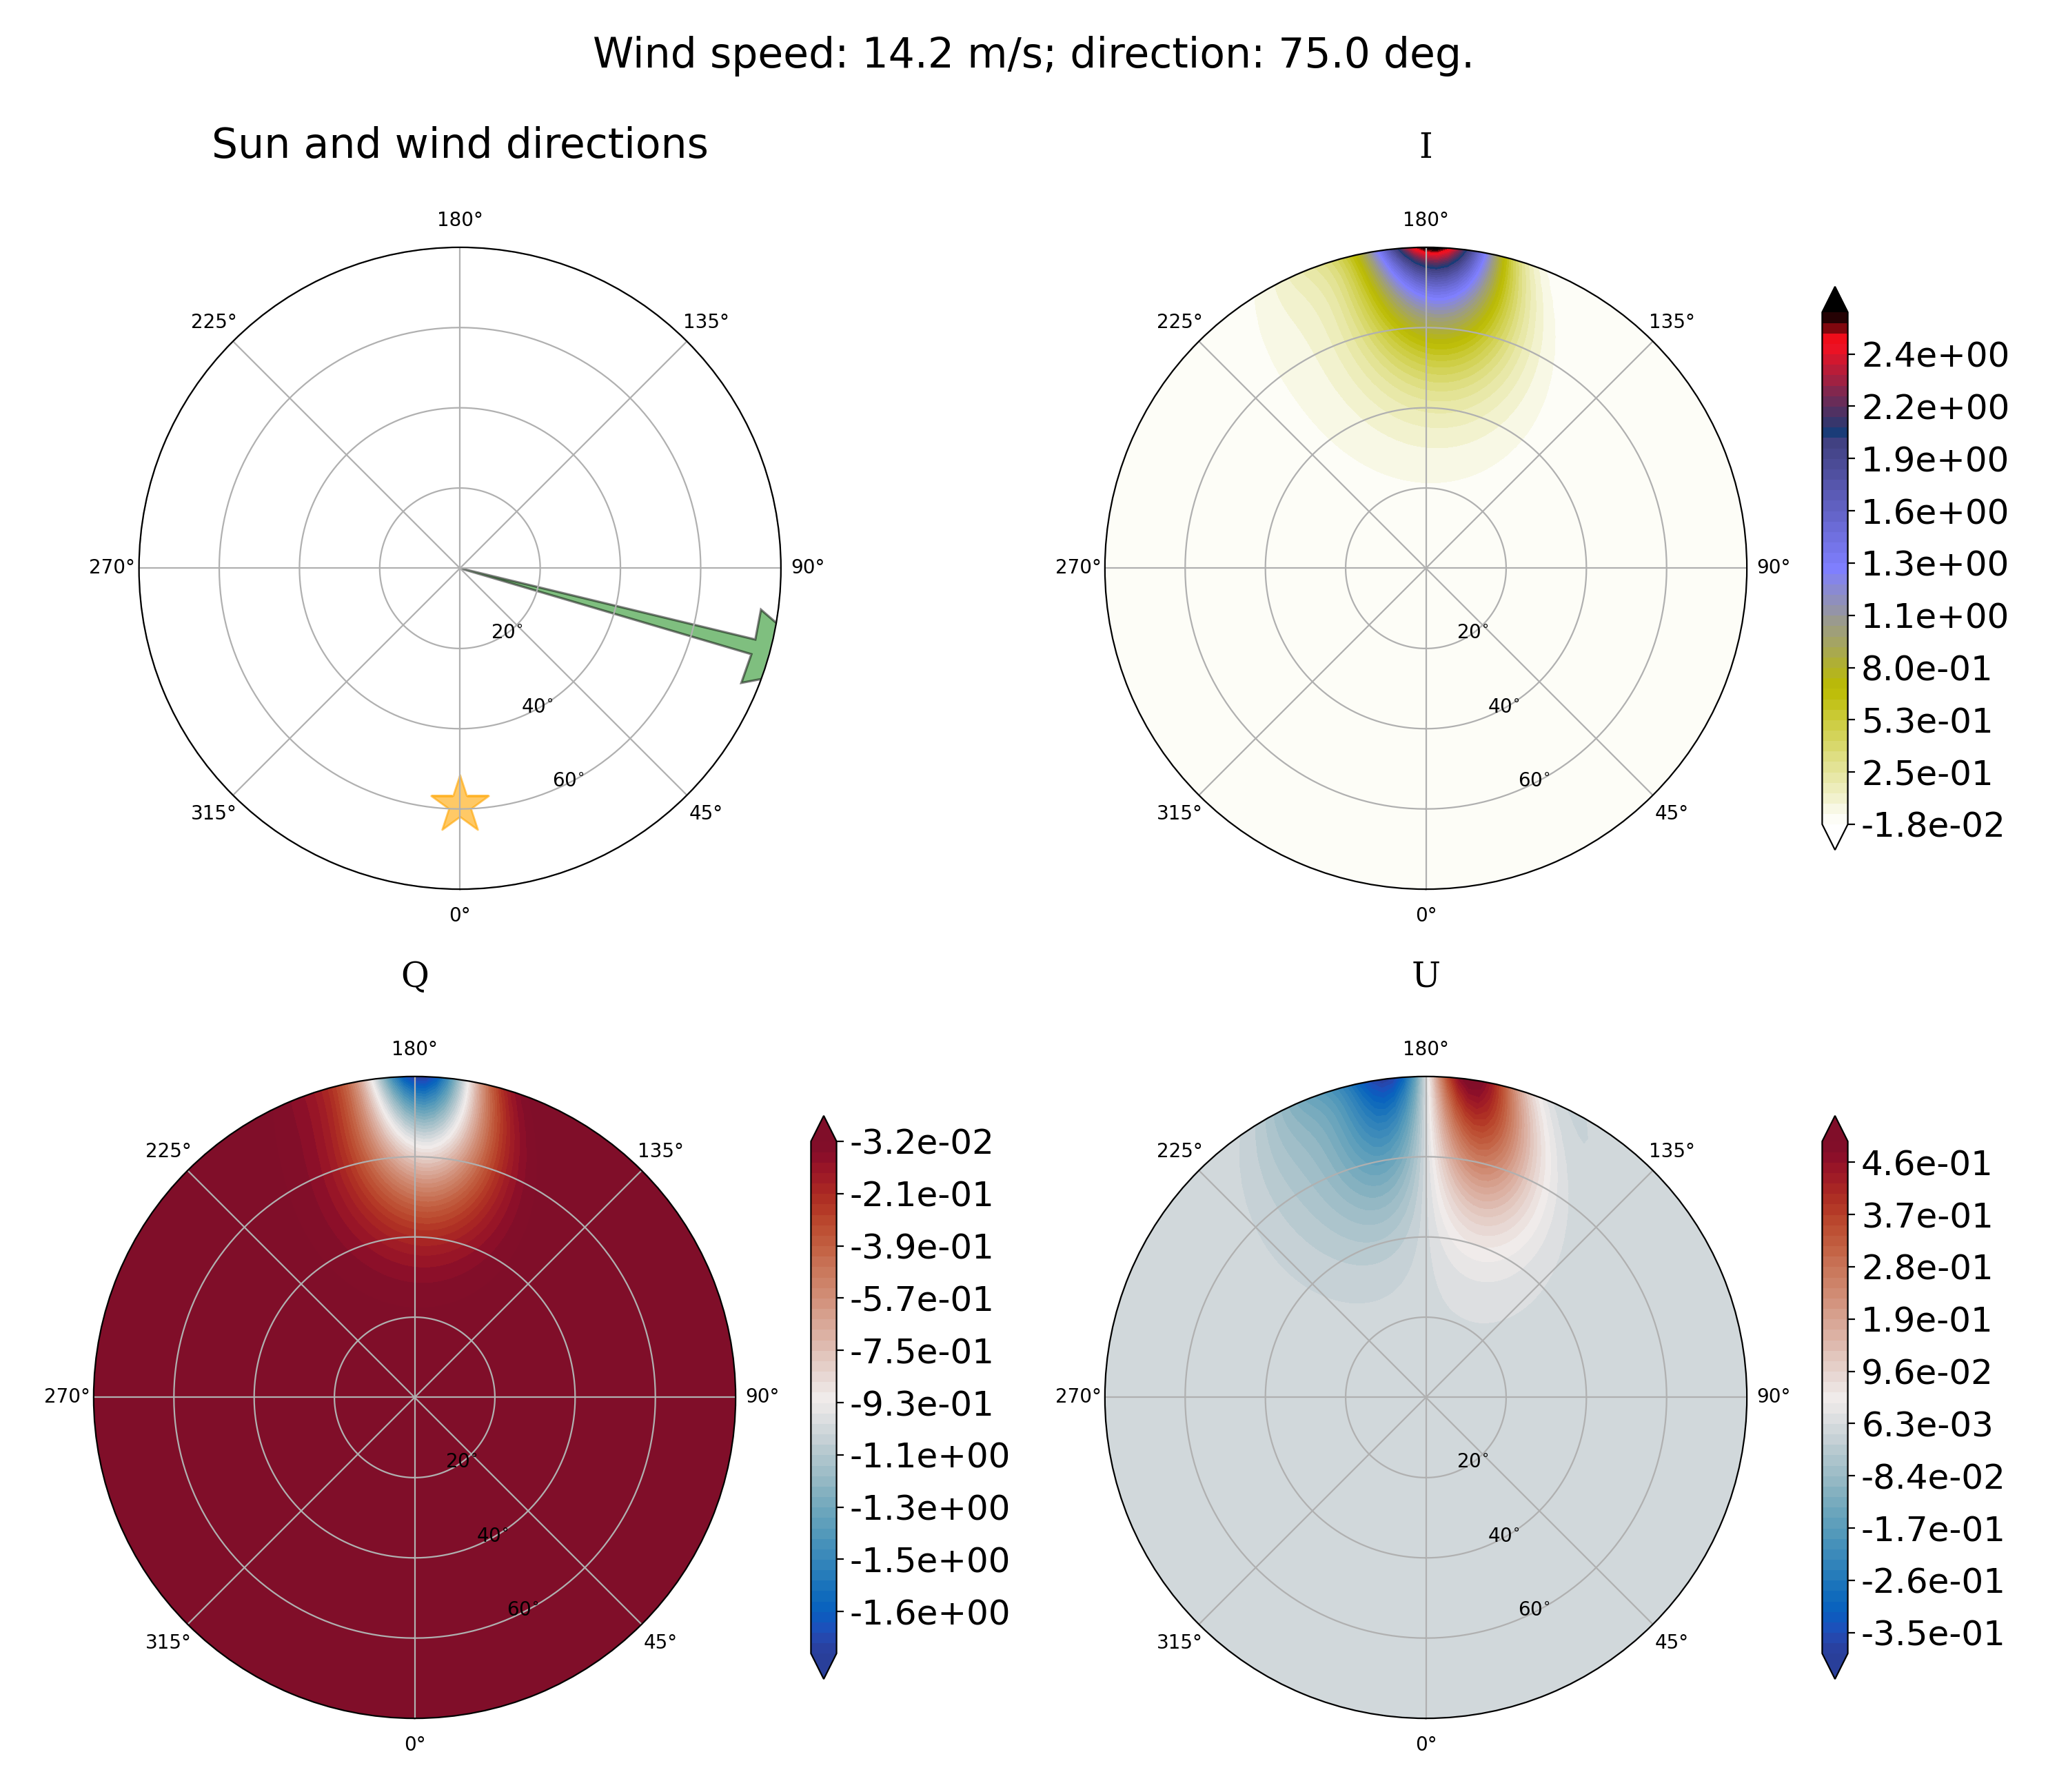 Wind speed: 14.2 m/s; direction: 75.0 deg.
Sun and wind directions
180°
225°
135°
270°
90°
20°
40°
60°
315°
45°
0°
I
180°
225°
135°
270°
90°
20°
40°
60°
315°
45°
0°
2.4e+00
2.2e+00
1.9e+00
1.6e+00
1.3e+00
1.1e+00
8.0e-01
5.3e-01
2.5e-01
-1.8e-02
Q
180°
225°
135°
270°
90°
20°
40°
60°
315°
45°
0°
-3.2e-02
-2.1e-01
-3.9e-01
-5.7e-01
-7.5e-01
-9.3e-01
-1.1e+00
-1.3e+00
-1.5e+00
-1.6e+00
U
180°
225°
135°
270°
90°
20°
40°
60°
315°
45°
0°
4.6e-01
3.7e-01
2.8e-01
1.9e-01
9.6e-02
6.3e-03
-8.4e-02
-1.7e-01
-2.6e-01
-3.5e-01